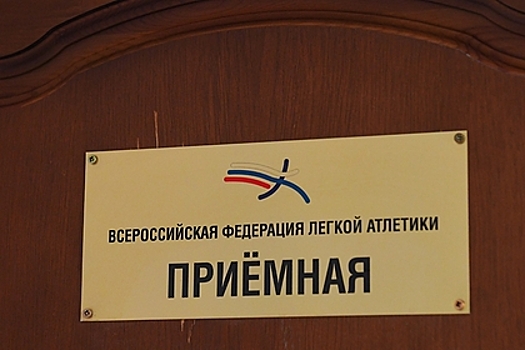 ВСЕРОССИЙСКАЯ ФЕДЕРАЦИЯ ЛЕГКОЙ АТЛЕТИКИ
ПРИЁМНАЯ